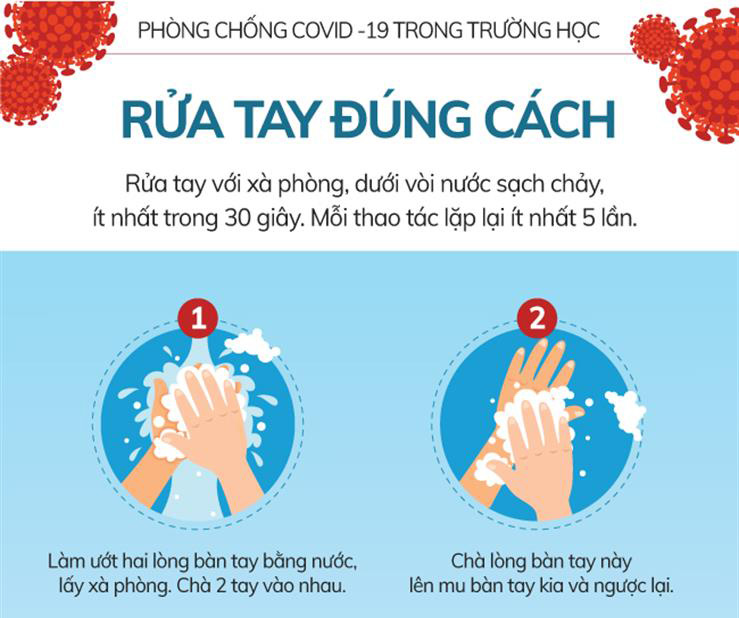 PHÒNG CHỐNG COVID -19 TRONG TRƯỜNG HỌC
RỬA TAY ĐÚNG CÁCH
Rửa tay với xà phòng, dưới vòi nước sạch chảy,
ít nhất trong 30 giây. Mỗi thao tác lặp lại ít nhất 5 lần.
1
Làm ướt hai lòng bàn tay bằng nước,
lấy xà phòng. Chà 2 tay vào nhau.
2
Chà lòng bàn tay này
lên mu bàn tay kia và ngược lại.